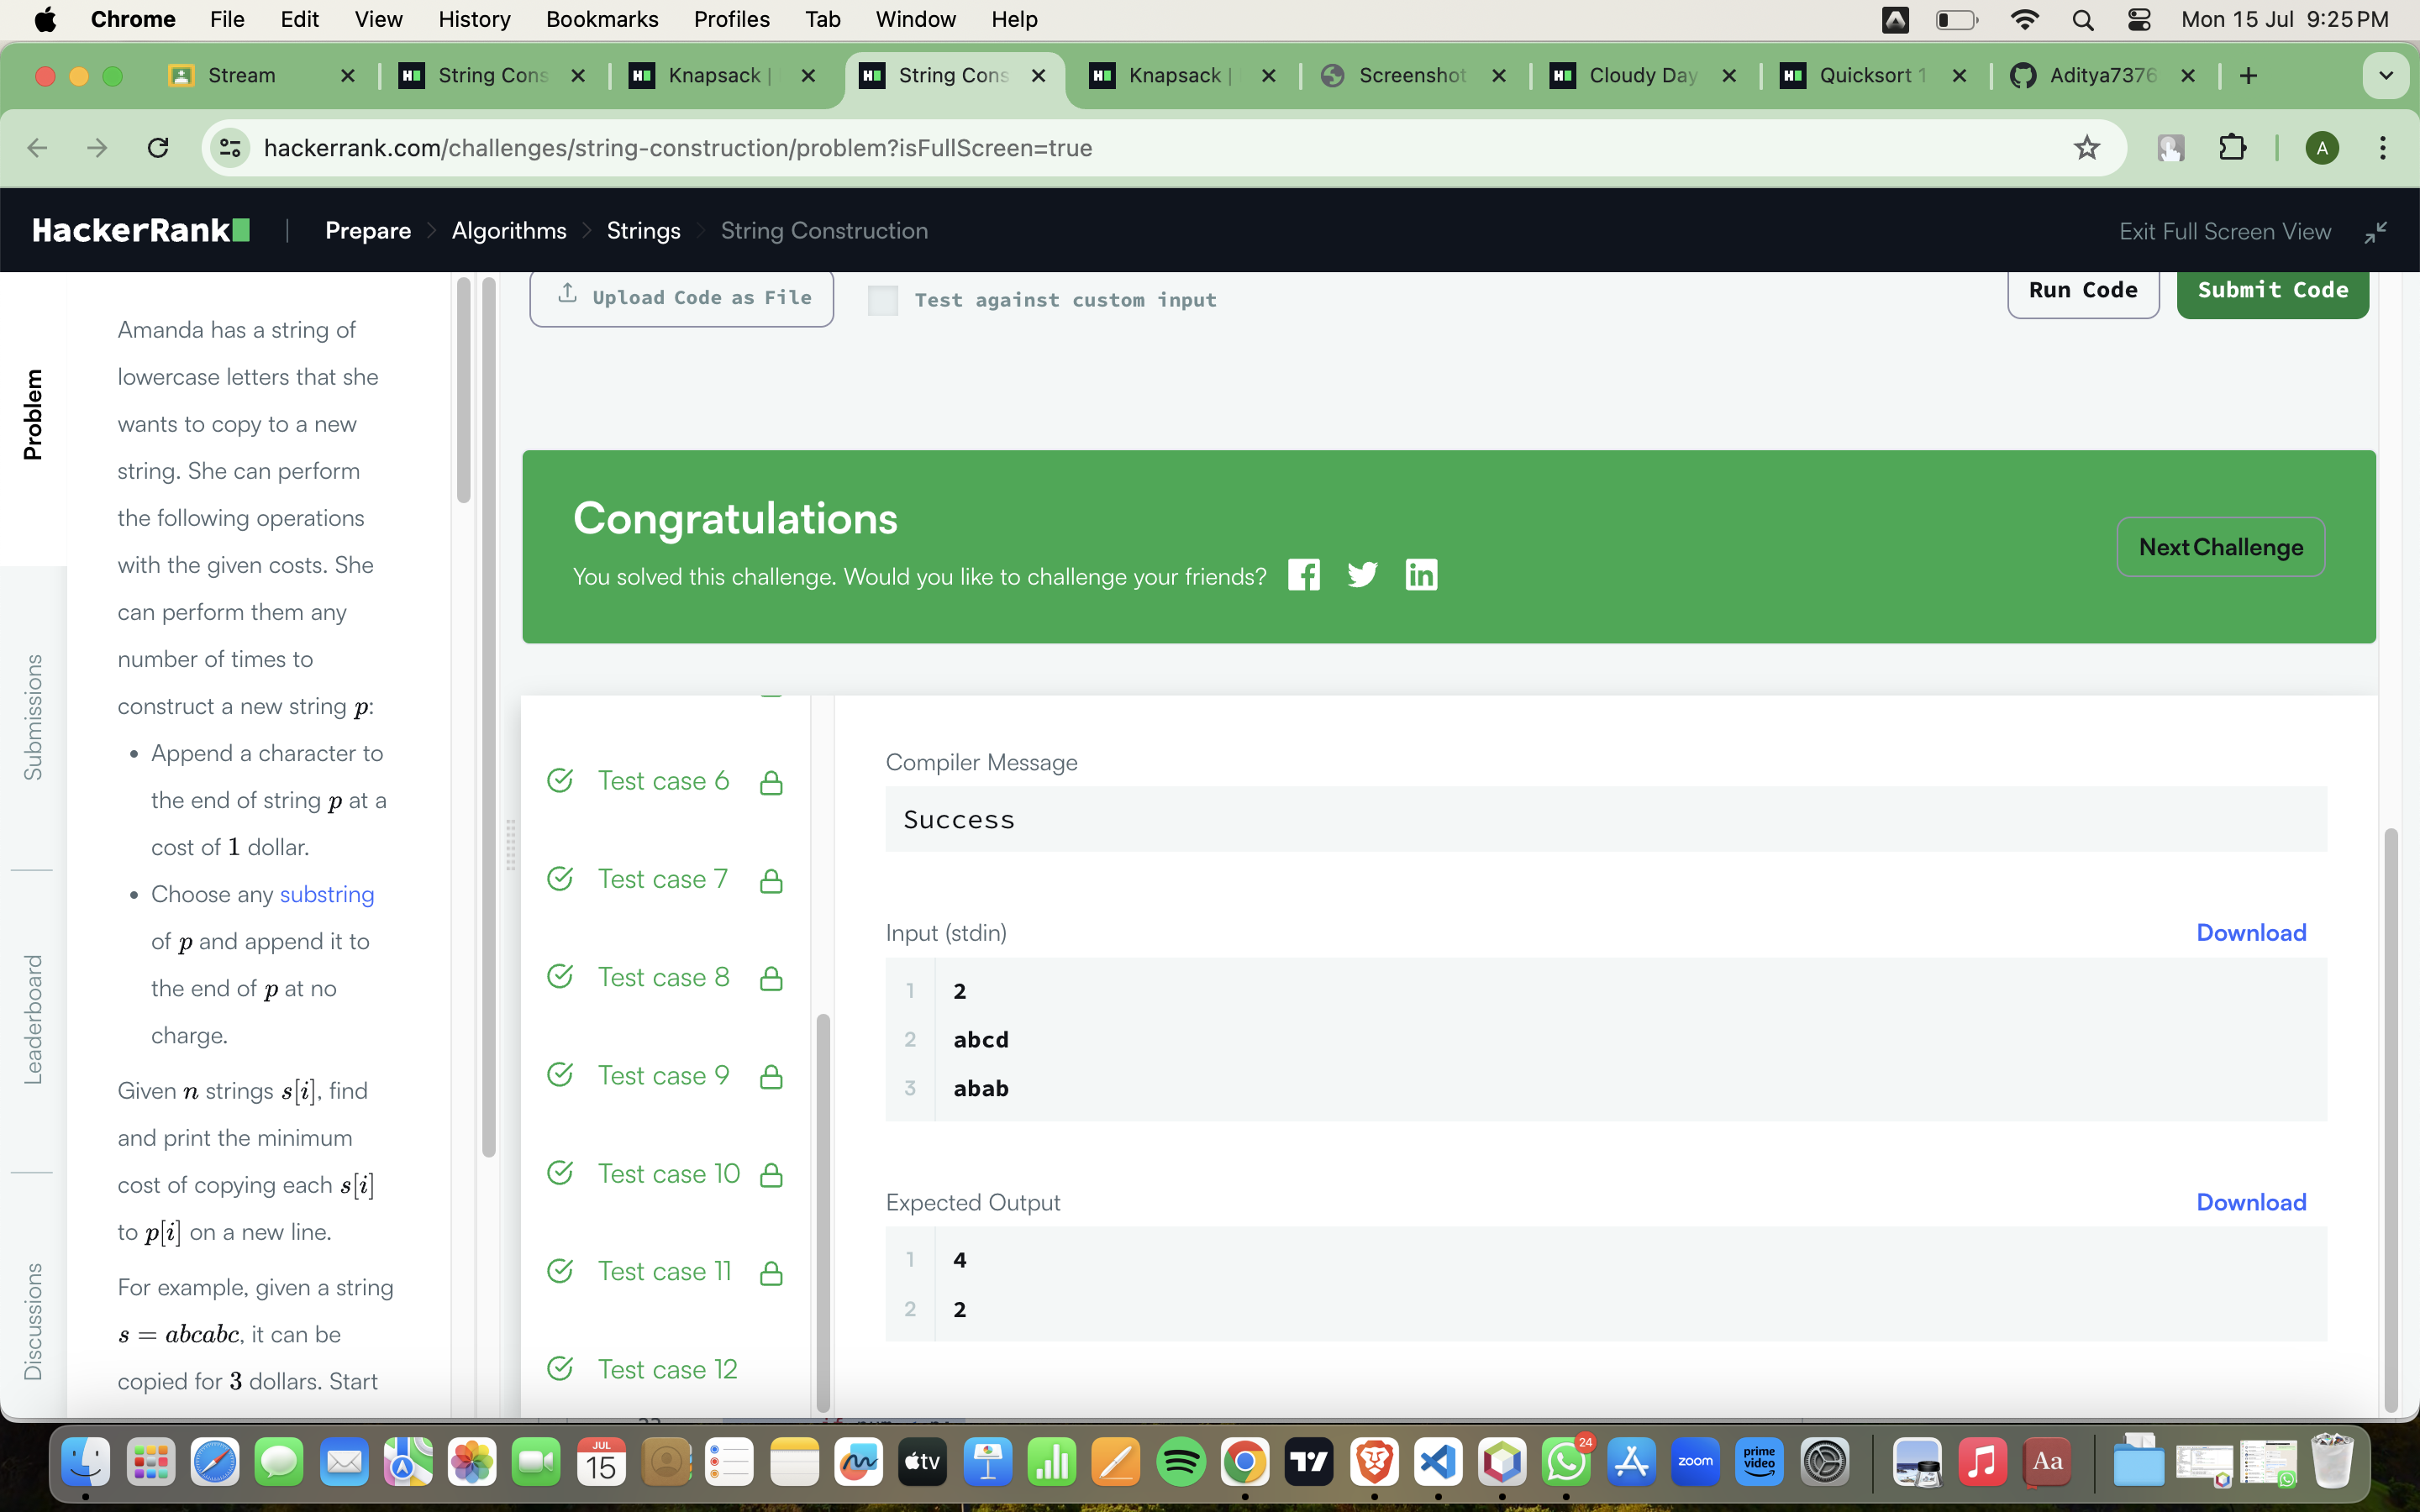 Chrome File Edit View History Bookmarks Profiles Tab Window Help Mon 15 Jul 9:25 PM
Stream String Cons Knapsack | String Cons Knapsack | Screenshot Cloudy Day Quicksort 1 Aditya7376
hackerrank.com/challenges/string-construction/problem?isFullScreen=true A
HackerRank | Prepare > Algorithms > Strings > String Construction Exit Full Screen View
Problem
Submissions
Leaderboard
Discussions
Amanda has a string of
lowercase letters that she
wants to copy to a new
string. She can perform
the following operations
with the given costs. She
can perform them any
number of times to
construct a new string p:
• Append a character to
the end of string p at a
cost of 1 dollar.
• Choose any substring
of p and append it to
the end of p at no
charge.
Given n strings s[i], find
and print the minimum
cost of copying each s[i]
to p[i] on a new line.
For example, given a string
s = abcabc, it can be
copied for 3 dollars. Start
Upload Code as File Test against custom input Run Code Submit Code
Congratulations
You solved this challenge. Would you like to challenge your friends?
Next Challenge
Test case 6
Test case 7
Test case 8
Test case 9
Test case 10
Test case 11
Test case 12
Compiler Message
Success
Input (stdin) Download
1 2
2 abcd
3 abab
Expected Output Download
1 4
2 2
JUL
15
tv
24
zoom
prime
video
Aa